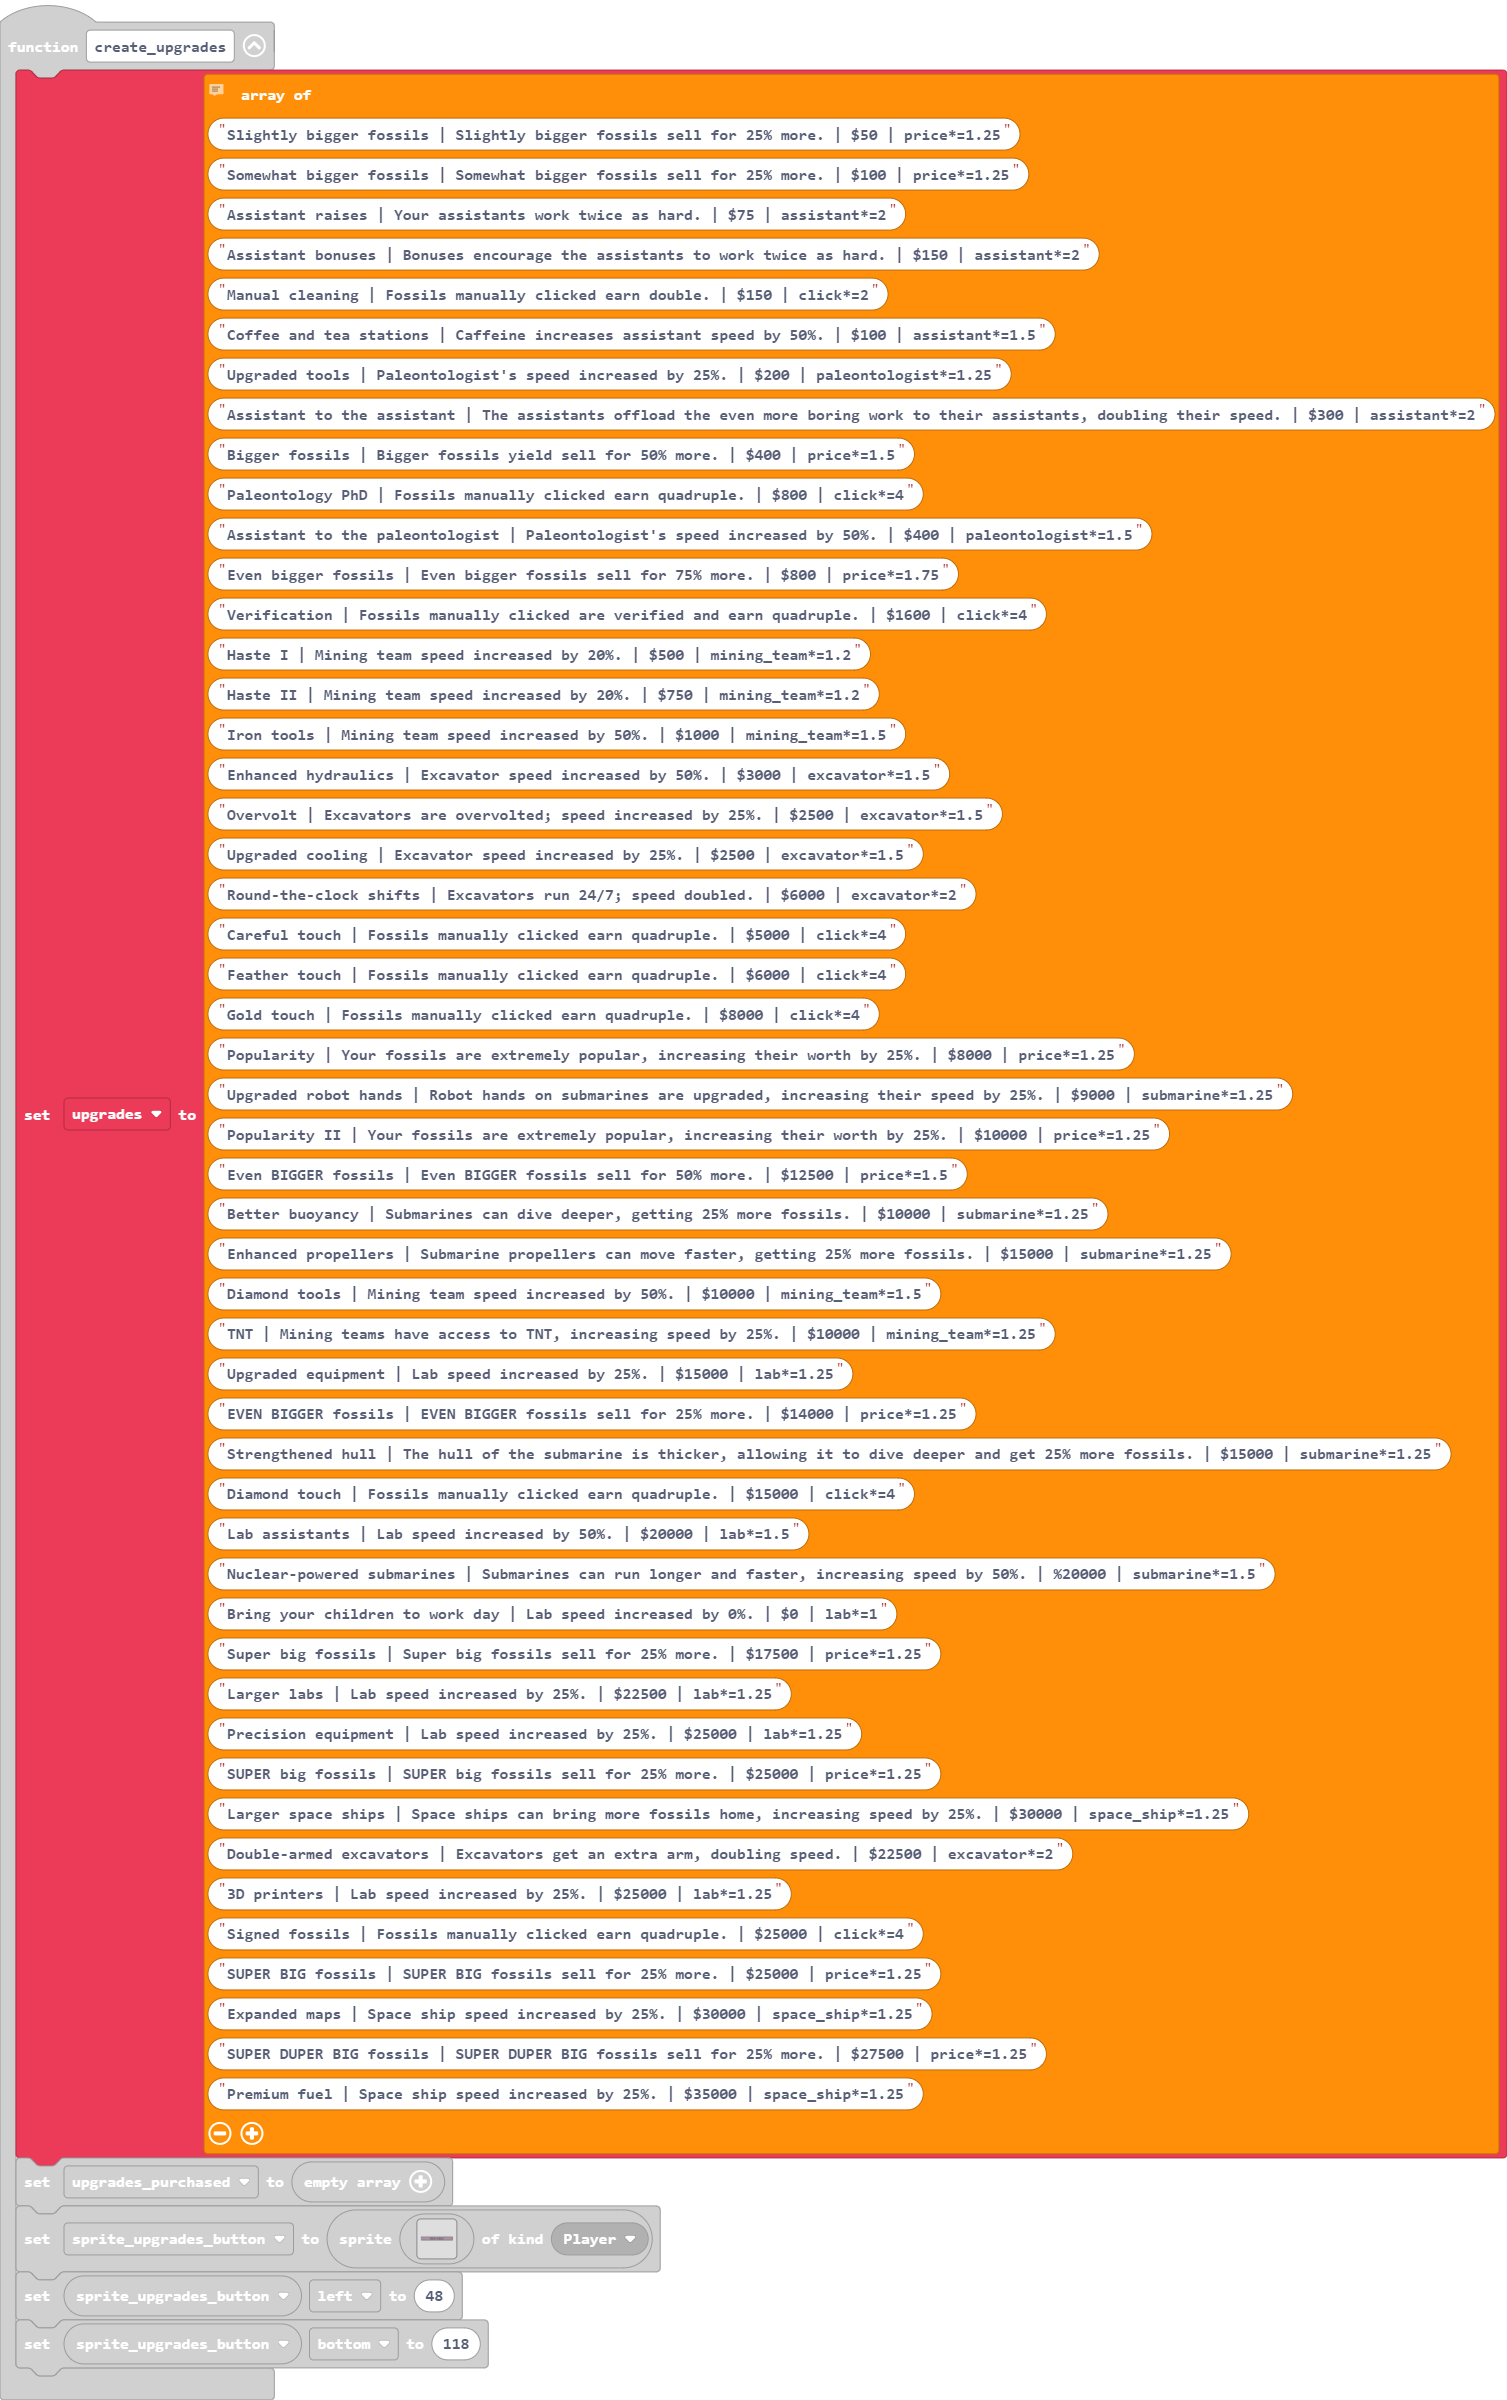 function create_upgrades
array of
"Slightly bigger fossils | Slightly bigger fossils sell for 25% more. | $50 | price*=1.25"
"Somewhat bigger fossils | Somewhat bigger fossils sell for 25% more. | $100 | price*=1.25"
"Assistant raises | Your assistants work twice as hard. | $75 | assistant*=2"
"Assistant bonuses | Bonuses encourage the assistants to work twice as hard. | $150 | assistant*=2"
"Manual cleaning | Fossils manually clicked earn double. | $150 | click*=2"
"Coffee and tea stations | Caffeine increases assistant speed by 50%. | $100 | assistant*=1.5"
"Upgraded tools | Paleontologist's speed increased by 25%. | $200 | paleontologist*=1.25"
"Assistant to the assistant | The assistants offload the even more boring work to their assistants, doubling their speed. | $300 | assistant*=2"
"Bigger fossils | Bigger fossils yield sell for 50% more. | $400 | price*=1.5"
"Paleontology PhD | Fossils manually clicked earn quadruple. | $800 | click*=4"
"Assistant to the paleontologist | Paleontologist's speed increased by 50%. | $400 | paleontologist*=1.5"
"Even bigger fossils | Even bigger fossils sell for 75% more. | $800 | price*=1.75"
"Verification | Fossils manually clicked are verified and earn quadruple. | $1600 | click*=4"
"Haste I | Mining team speed increased by 20%. | $500 | mining_team*=1.2"
"Haste II | Mining team speed increased by 20%. | $750 | mining_team*=1.2"
"Iron tools | Mining team speed increased by 50%. | $1000 | mining_team*=1.5"
"Enhanced hydraulics | Excavator speed increased by 50%. | $3000 | excavator*=1.5"
"Overvolt | Excavators are overvolted; speed increased by 25%. | $2500 | excavator*=1.5"
"Upgraded cooling | Excavator speed increased by 25%. | $2500 | excavator*=1.5"
"Round-the-clock shifts | Excavators run 24/7; speed doubled. | $6000 | excavator*=2"
"Careful touch | Fossils manually clicked earn quadruple. | $5000 | click*=4"
"Feather touch | Fossils manually clicked earn quadruple. | $6000 | click*=4"
"Gold touch | Fossils manually clicked earn quadruple. | $8000 | click*=4"
"Popularity | Your fossils are extremely popular, increasing their worth by 25%. | $8000 | price*=1.25"
"Upgraded robot hands | Robot hands on submarines are upgraded, increasing their speed by 25%. | $9000 | submarine*=1.25"
set upgrades to
"Popularity II | Your fossils are extremely popular, increasing their worth by 25%. | $10000 | price*=1.25"
"Even BIGGER fossils | Even BIGGER fossils sell for 50% more. | $12500 | price*=1.5"
"Better buoyancy | Submarines can dive deeper, getting 25% more fossils. | $10000 | submarine*=1.25"
"Enhanced propellers | Submarine propellers can move faster, getting 25% more fossils. | $15000 | submarine*=1.25"
"Diamond tools | Mining team speed increased by 50%. | $10000 | mining_team*=1.5"
"TNT | Mining teams have access to TNT, increasing speed by 25%. | $10000 | mining_team*=1.25"
"Upgraded equipment | Lab speed increased by 25%. | $15000 | lab*=1.25"
"EVEN BIGGER fossils | EVEN BIGGER fossils sell for 25% more. | $14000 | price*=1.25"
"Strengthened hull | The hull of the submarine is thicker, allowing it to dive deeper and get 25% more fossils. | $15000 | submarine*=1.25"
"Diamond touch | Fossils manually clicked earn quadruple. | $15000 | click*=4"
"Lab assistants | Lab speed increased by 50%. | $20000 | lab*=1.5"
"Nuclear-powered submarines | Submarines can run longer and faster, increasing speed by 50%. | %20000 | submarine*=1.5"
"Bring your children to work day | Lab speed increased by 0%. | $0 | lab*=1"
"Super big fossils | Super big fossils sell for 25% more. | $17500 | price*=1.25"
"Larger labs | Lab speed increased by 25%. | $22500 | lab*=1.25"
"Precision equipment | Lab speed increased by 25%. | $25000 | lab*=1.25"
"SUPER big fossils | SUPER big fossils sell for 25% more. | $25000 | price*=1.25"
"Larger space ships | Space ships can bring more fossils home, increasing speed by 25%. | $30000 | space_ship*=1.25"
"Double-armed excavators | Excavators get an extra arm, doubling speed. | $22500 | excavator*=2"
"3D printers | Lab speed increased by 25%. | $25000 | lab*=1.25"
"Signed fossils | Fossils manually clicked earn quadruple. | $25000 | click*=4"
"SUPER BIG fossils | SUPER BIG fossils sell for 25% more. | $25000 | price*=1.25"
"Expanded maps | Space ship speed increased by 25%. | $30000 | space_ship*=1.25"
"SUPER DUPER BIG fossils | SUPER DUPER BIG fossils sell for 25% more. | $27500 | price*=1.25"
"Premium fuel | Space ship speed increased by 25%. | $35000 | space_ship*=1.25"
set upgrades_purchased to empty array
set sprite_upgrades_button to sprite of kind Player
set sprite_upgrades_button left to 48
set sprite_upgrades_button bottom to 118